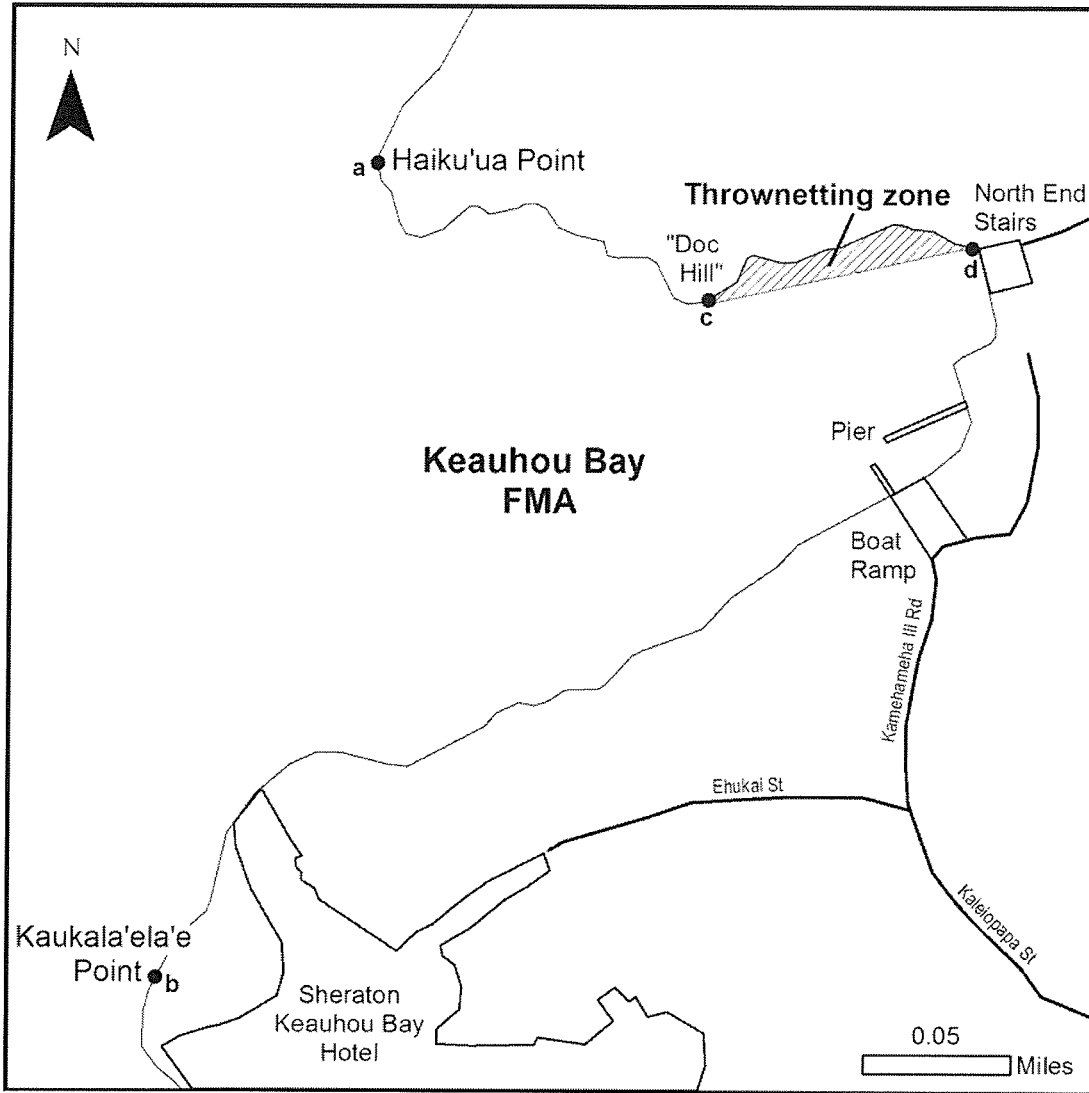 N
a
Haiku'ua Point
Thrownetting zone
North End
Stairs
"Doc
Hill"
d
c
Pier
Keauhou Bay
FMA
Boat
Ramp
Kamehameha III Rd
Ehukai St
Kaleiopapa St
Kaukala'ela'e
Point
b
Sheraton
Keauhou Bay
Hotel
0.05
Miles